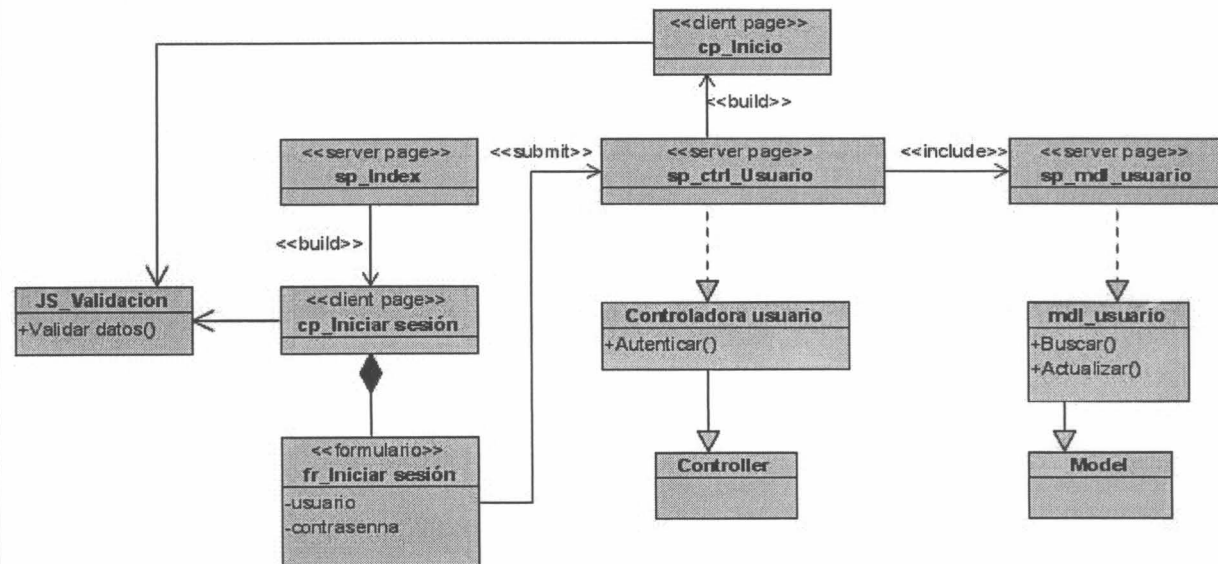 <<client page>>
cp_Inicio
<<build>>
<<server page>>
sp_Index
<<submit>>
<<server page>>
sp_ctrl_Usuario
<<include>>
<<server page>>
sp_mdl_usuario
<<build>>
JS_Validacion
+Validar datos()
<<client page>>
cp_Iniciar sesión
Controladora usuario
+Autenticar()
mdl_usuario
+Buscar()
+Actualizar()
<<formulario>>
fr_Iniciar sesión
-usuario
-contrasenna
Controller
Model